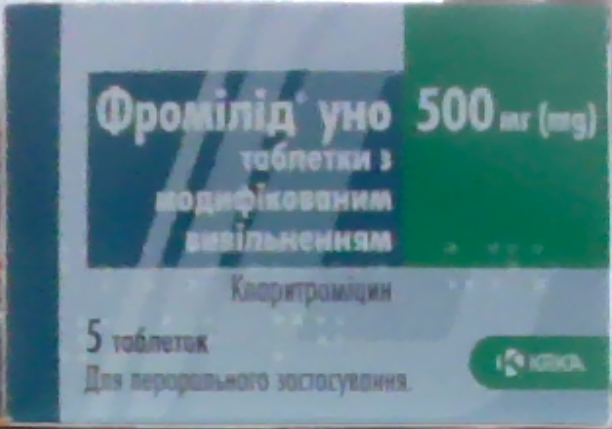 Фромілід® уно 500 мг (mg)
таблетки з
модифікованим
вивільненням
Кларитроміцин
5 таблеток
Для перорального застосування.
KRKA